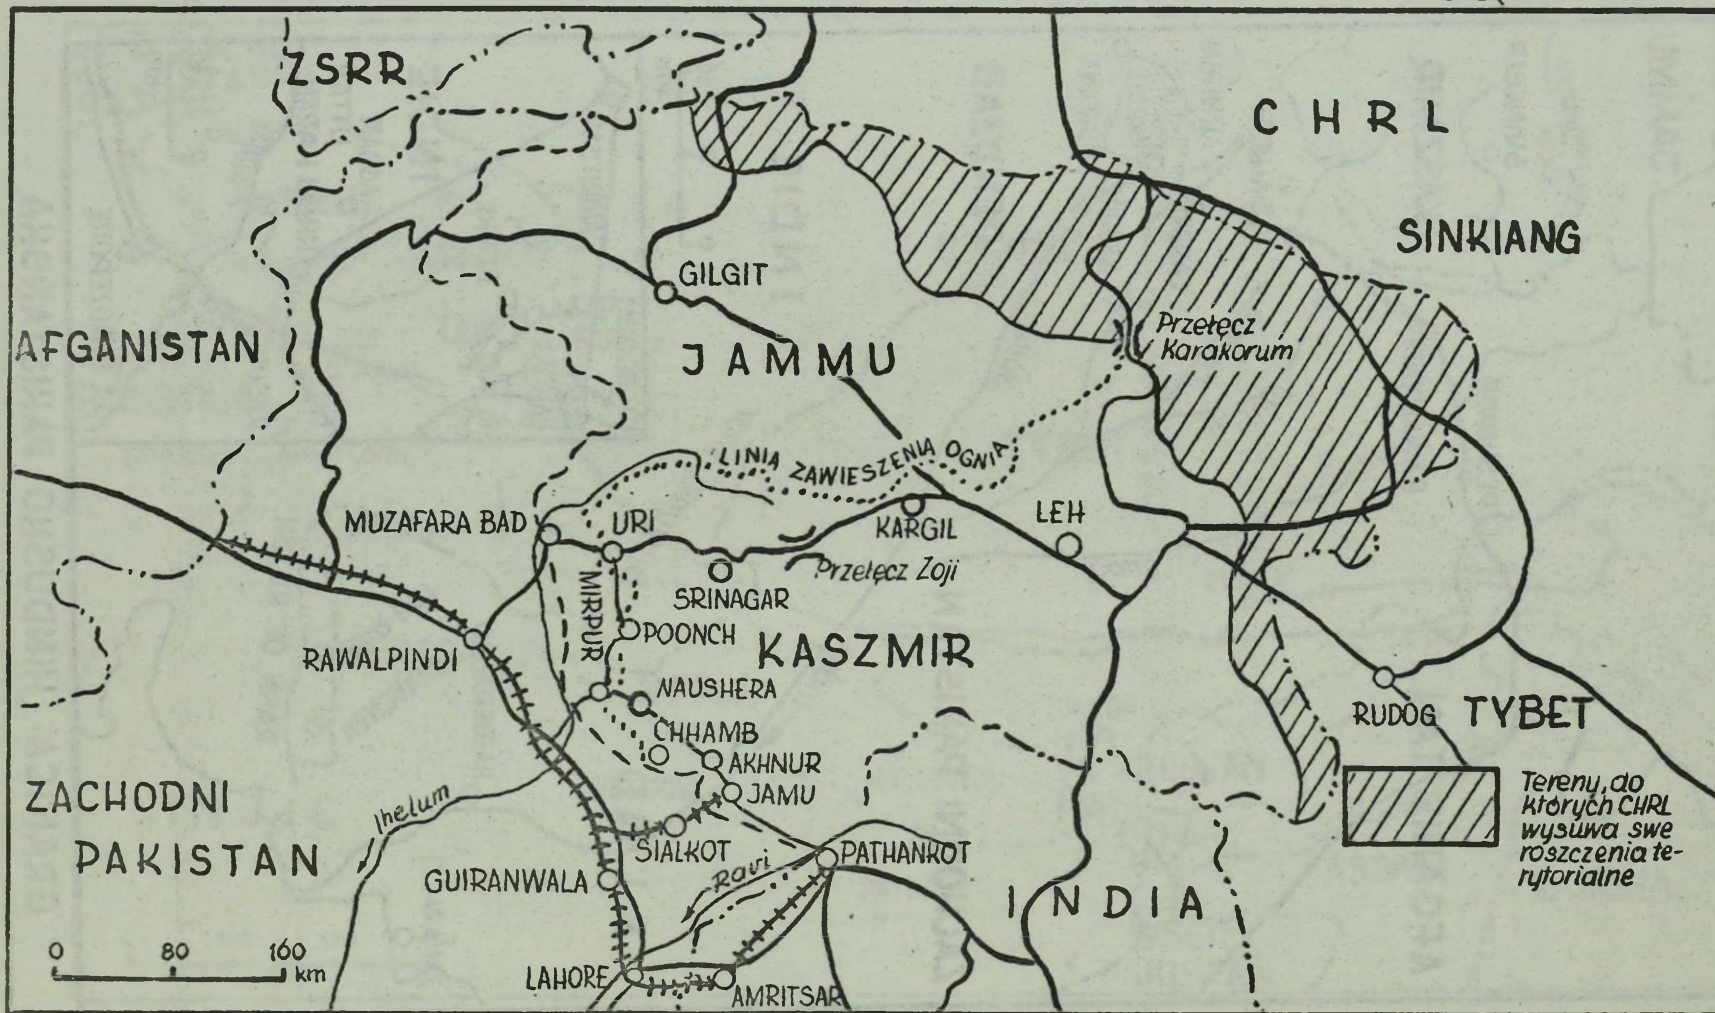 ZSRR
CHRL
SINKIANG
GILGIT
AFGANISTAN
JAMMU
Przełęcz
Karakorum
LINIA ZAWIESZENIA OGNIA
MUZAFARA BAD
URI
KARGIL
LEH
Przełęcz Zoji
SRINAGAR
MIRPUR
POONCH
KASZMIR
RAWALPINDI
NAUSHERA
RUDOG
TYBET
CHHAMB
AKHNUR
JAMU
ZACHODNI
PAKISTAN
Jhelum
SIALKOT
PATHANKOT
GUIRANWALA
Ravi
INDIA
Tereny, do
których CHRL
wysuwa swe
roszczenia te-
rytorialne
0 80 160
km
LAHORE
AMRITSAR